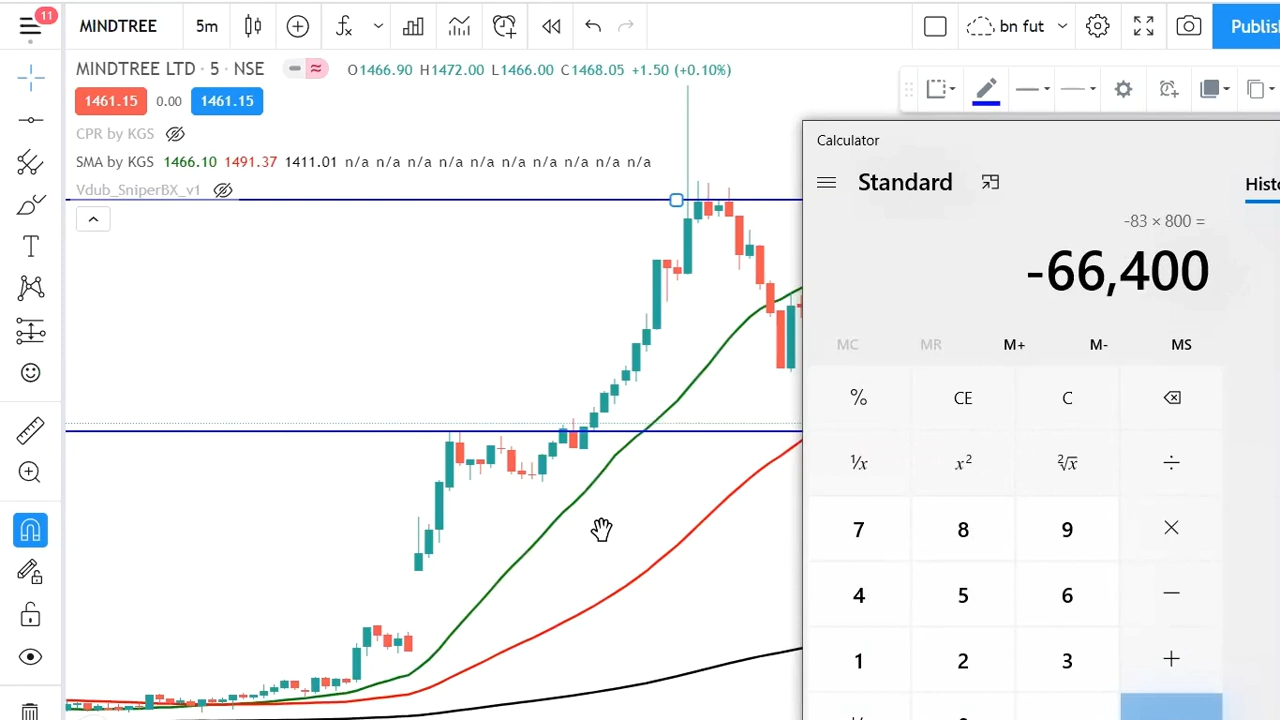 11
MINDTREE 5m bn fut Publis
MINDTREE LTD · 5 · NSE O1466.90 H1472.00 L1466.00 C1468.05 +1.50 (+0.10%)
1461.15 0.00 1461.15
CPR by KGS
SMA by KGS 1466.10 1491.37 1411.01 n/a n/a n/a n/a n/a n/a n/a n/a n/a n/a
Vdub_SniperBX_v1
Calculator
Standard
Histo
-83 × 800 =
-66,400
MC MR M+ M- MS
% CE C
¹/x x² ²√x ÷
7 8 9 ×
4 5 6 −
1 2 3 +